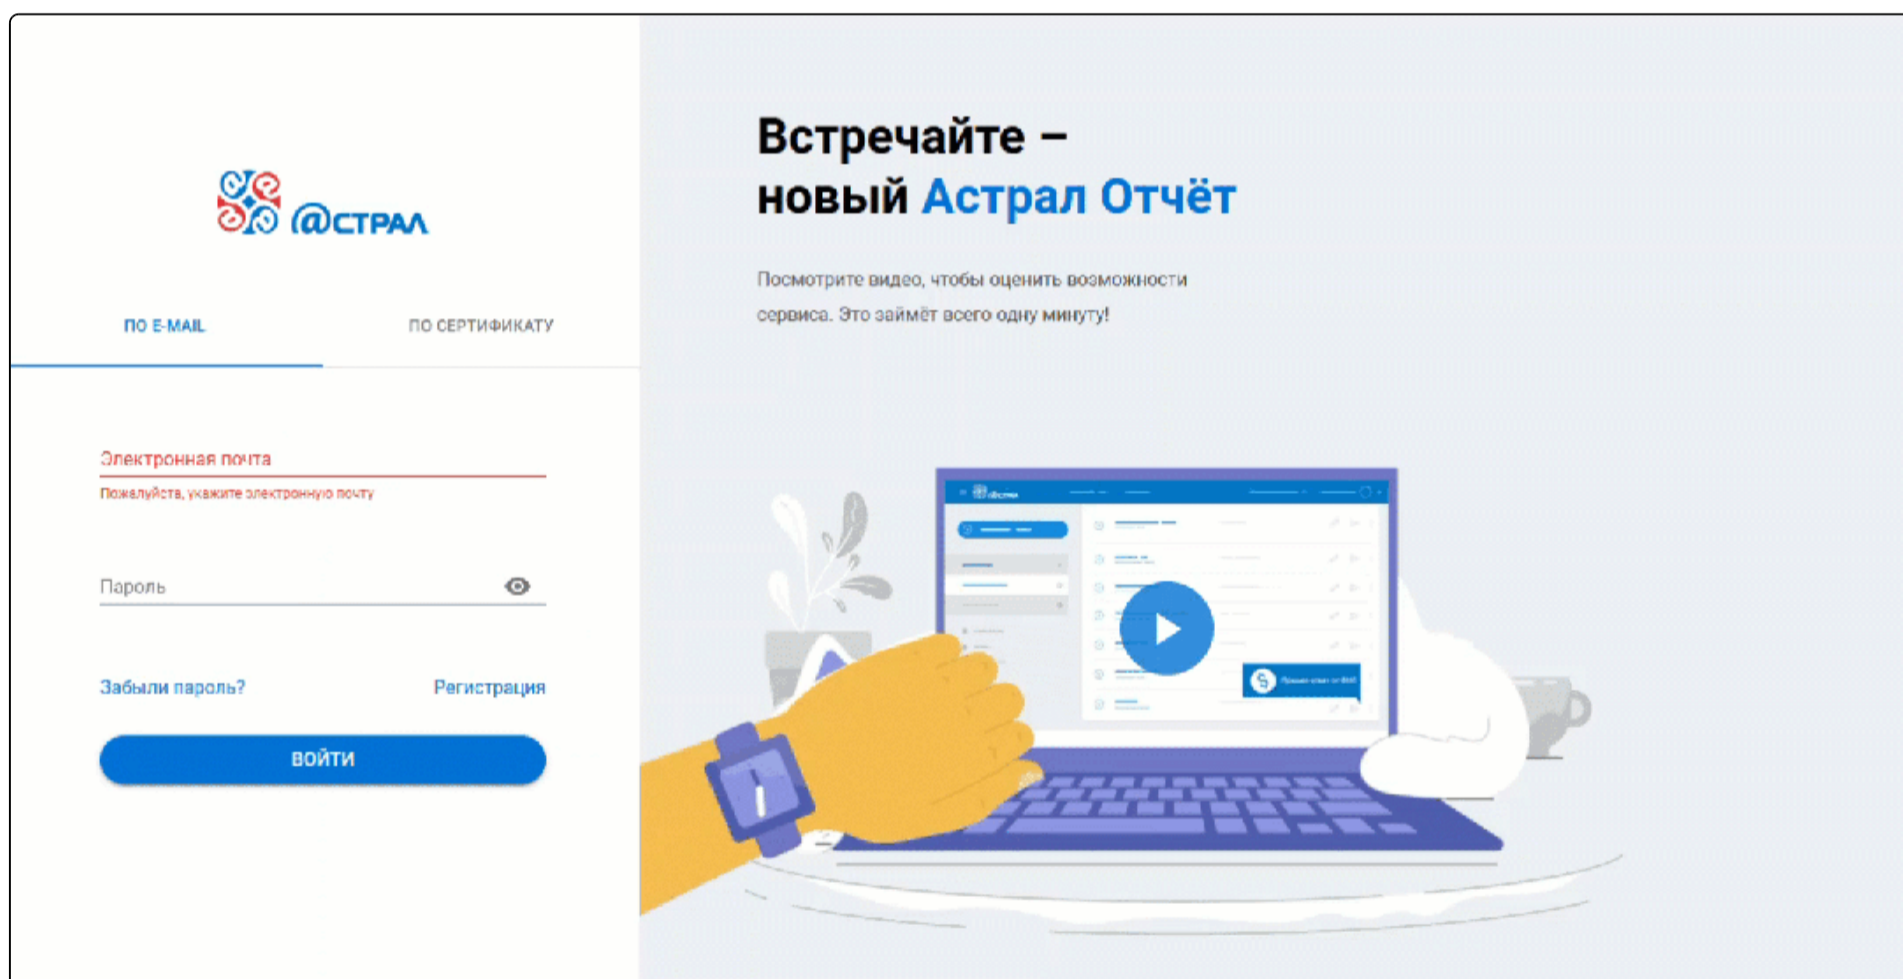 @СТРАЛ
ПО E-MAIL
ПО СЕРТИФИКАТУ
Электронная почта
Пожалуйста, укажите электронную почту
Пароль
Забыли пароль?
Регистрация
ВОЙТИ
Встречайте –
новый Астрал Отчёт
Посмотрите видео, чтобы оценить возможности
сервиса. Это займёт всего одну минуту!
@страл